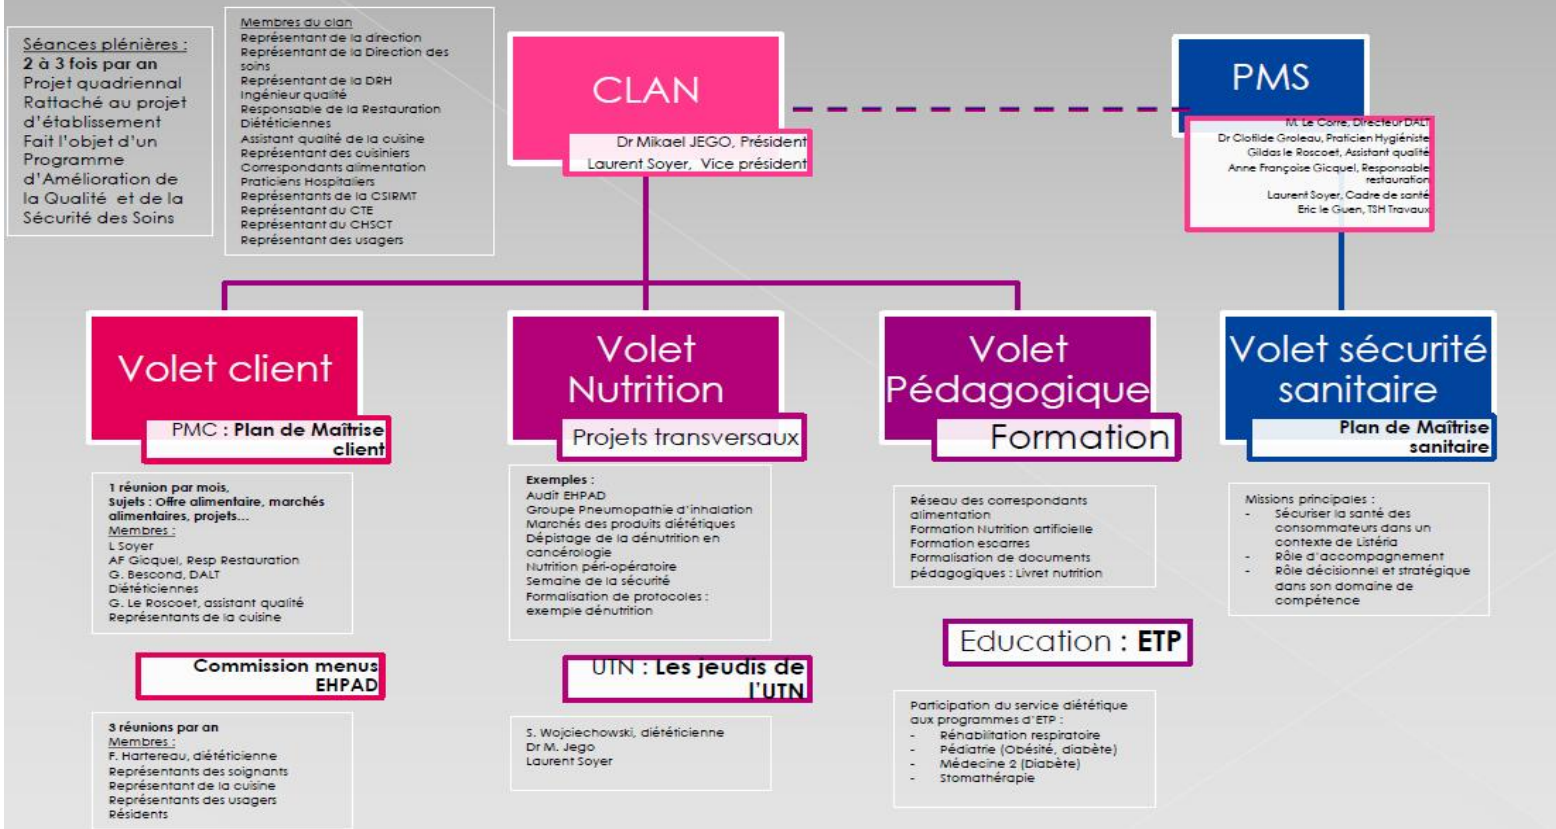 Séances plénières :
2 à 3 fois par an
Projet quadriennal
Rattaché au projet
d'établissement
Fait l'objet d'un
Programme
d'Amélioration de
la Qualité et de la
Sécurité des Soins
Membres du clan
Représentant de la direction
Représentant de la Direction des
soins
Représentant de la DRH
Ingénieur qualité
Responsable de la Restauration
Diététiciennes
Assistant qualité de la cuisine
Représentant des cuisiniers
Correspondants alimentation
Praticiens Hospitaliers
Représentants de la CSIRMT
Représentant du CTE
Représentant du CHSCT
Représentant des usagers
CLAN
Dr Mikael JEGO, Président
Laurent Soyer, Vice président
PMS
M. Le Corre, Directeur DALT
Dr Clotilde Groleau, Praticien Hygiéniste
Gildas le Roscoet, Assistant qualité
Anne Françoise Gicquel, Responsable
restauration
Laurent Soyer, Cadre de santé
Eric le Guen, TSH Travaux
Volet client
PMC : Plan de Maîtrise
client
1 réunion par mois,
Sujets : Offre alimentaire, marchés
alimentaires, projets...
Membres :
L Soyer
AF Gicquel, Resp Restauration
G. Bescond, DALT
Diététiciennes
G. Le Roscoet, assistant qualité
Représentants de la cuisine
Commission menus
EHPAD
3 réunions par an
Membres :
F. Hartereau, diététicienne
Représentants des soignants
Représentant de la cuisine
Représentants des usagers
Résidents
Volet
Nutrition
Projets transversaux
Exemples :
Audit EHPAD
Groupe Pneumopathie d'inhalation
Marchés des produits diététiques
Dépistage de la dénutrition en
cancérologie
Nutrition péri-opératoire
Semaine de la sécurité
Formalisation de protocoles :
exemple dénutrition
UTN : Les jeudis de
l'UTN
S. Wojciechowski, diététicienne
Dr M. Jego
Laurent Soyer
Volet
Pédagogique
Formation
Réseau des correspondants
alimentation
Formation Nutrition artificielle
Formation escarres
Formalisation de documents
pédagogiques : Livret nutrition
Education : ETP
Participation du service diététique
aux programmes d'ETP :
- Réhabilitation respiratoire
- Pédiatrie (Obésité, diabète)
- Médecine 2 (Diabète)
- Stomathérapie
Volet sécurité
sanitaire
Plan de Maîtrise
sanitaire
Missions principales :
- Sécuriser la santé des
consommateurs dans un
contexte de Listéria
- Rôle d'accompagnement
- Rôle décisionnel et stratégique
dans son domaine de
compétence